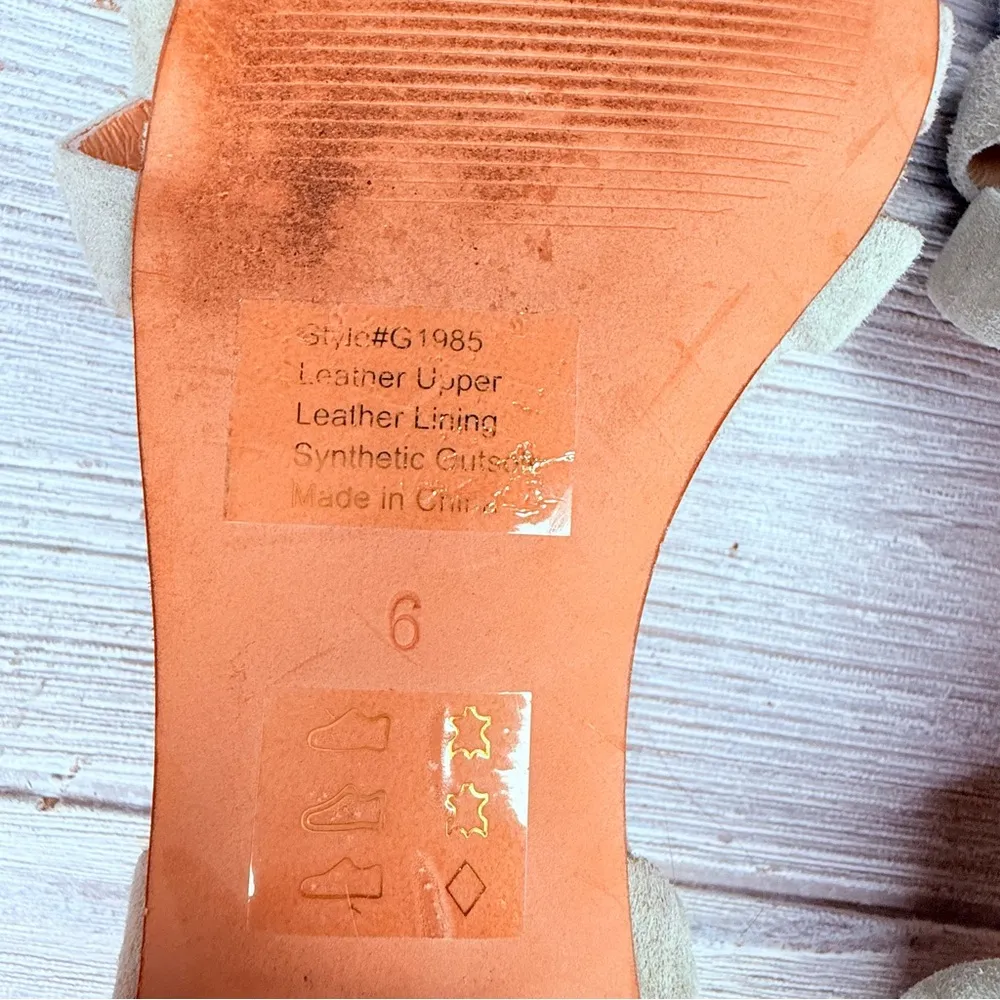 Style#G1985
Leather Upper
Leather Lining
Synthetic Outsole
Made in China
6